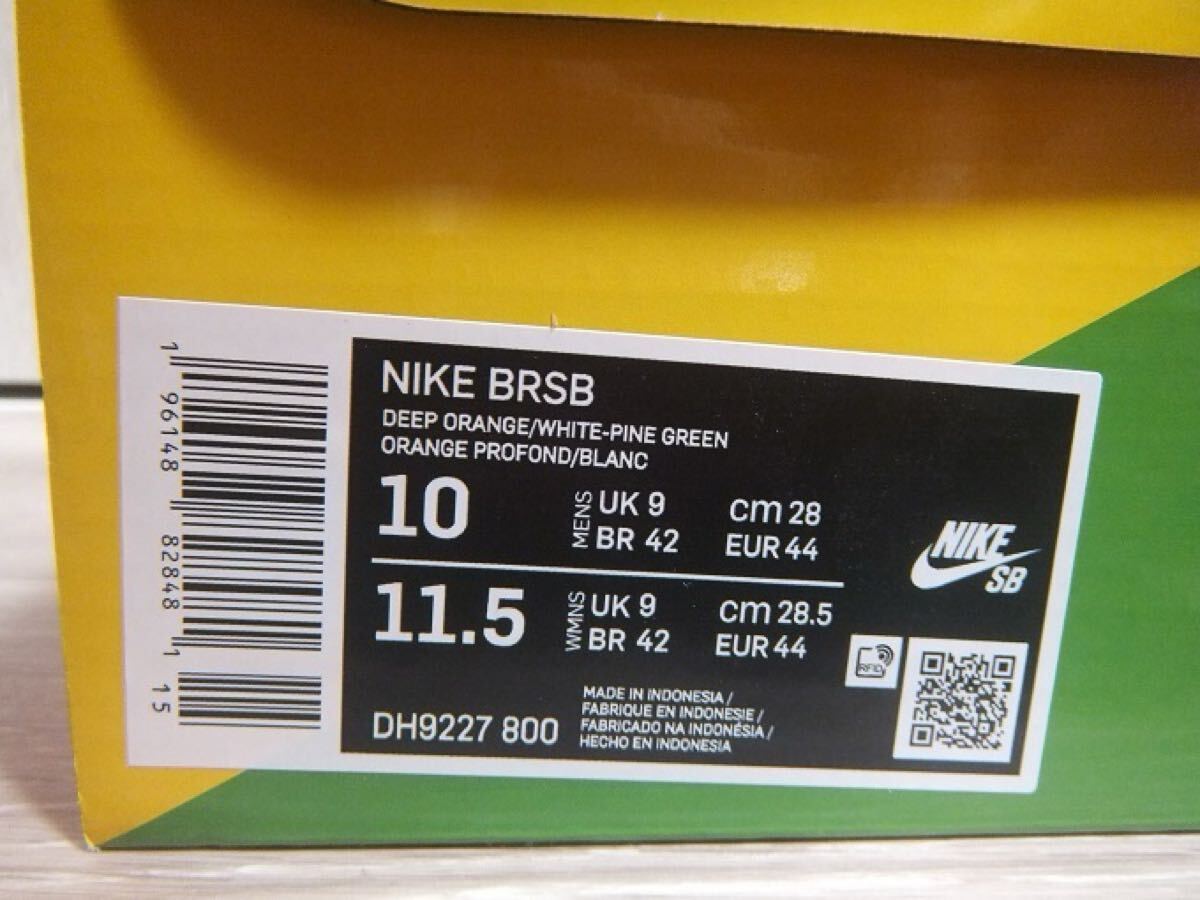 NIKE BRSB
DEEP ORANGE/WHITE-PINE GREEN
ORANGE PROFOND/BLANC
10 MENS UK 9 cm 28
BR 42 EUR 44
11.5 WMNS UK 9 cm 28.5
BR 42 EUR 44
DH9227 800
MADE IN INDONESIA /
FABRIQUE EN INDONESIE /
FABRICADO NA INDONÉSIA /
HECHO EN INDONESIA
NIKE
SB
RFID
1 96148 82848 1 15